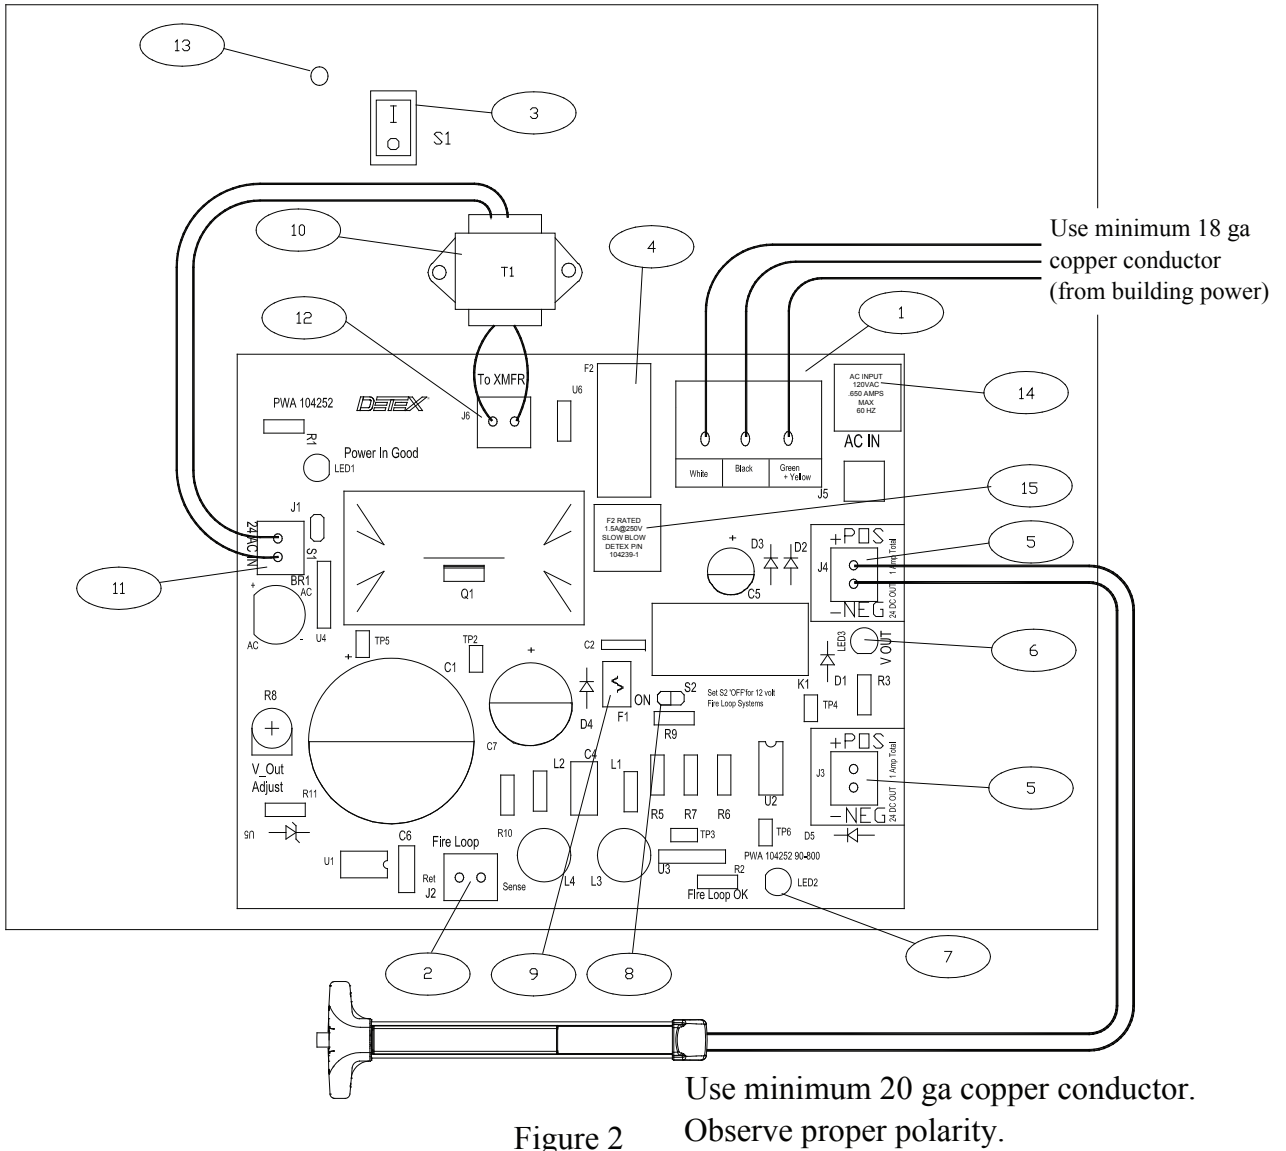 13
3
I
O
S1
10
4
Use minimum 18 ga
copper conductor
(from building power)
T1
12
1
To XMFR
F2
U6
AC INPUT
120VAC
.650 AMPS
MAX
60 HZ
14
PWA 104252
DETEX
J6
R1
Power In Good
LED1
AC IN
White
Black
Green
+ Yellow
J5
15
J1
24 AC IN
S1
F2 RATED
1.5A@250V
SLOW BLOW
DETEX P/N
104239-1
+
D3
D2
+POS
J4
1 Amp Total
24 DC OUT
-NEG
5
11
BR1
AC
+
AC
-
U4
Q1
C5
TP5
+
C1
TP2
+
C2
LED3
V OUT
6
K1
D1
R3
TP4
R8
V_Out
Adjust
D4
F1
ON
S2
R9
Set S2 'OFF'for 12 volt
Fire Loop Systems
C7
+POS
J3
1 Amp Total
24 DC OUT
-NEG
5
L2
C4
L1
R11
U5
R10
R5
R7
R6
U2
TP3
TP6
D5
U1
C6
Fire Loop
Ret
J2
Sense
L4
L3
U3
PWA 104252 90-800
R2
Fire Loop OK
LED2
2
9
8
7
Use minimum 20 ga copper conductor.
Observe proper polarity.
Figure 2